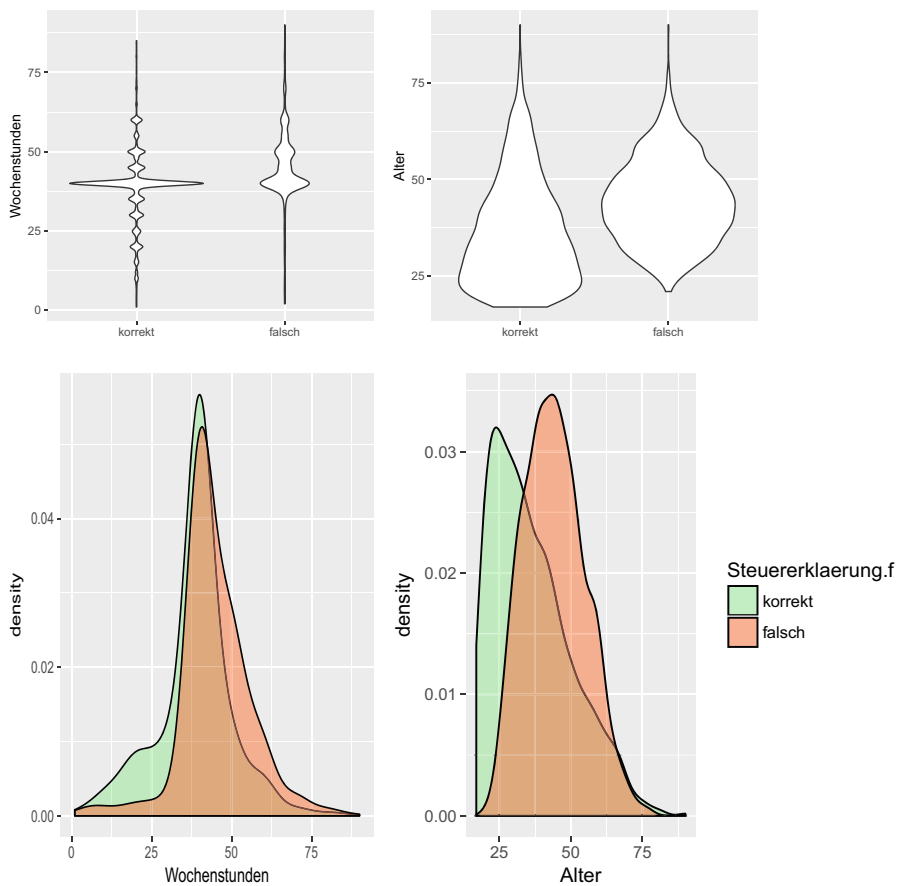 Wochenstunden
75
50
25
0
korrekt
falsch
Alter
75
50
25
korrekt
falsch
density
0.04
0.02
0.00
0
25
50
75
Wochenstunden
density
0.03
0.02
0.01
0.00
25
50
75
Alter
Steuererklaerung.f
korrekt
falsch